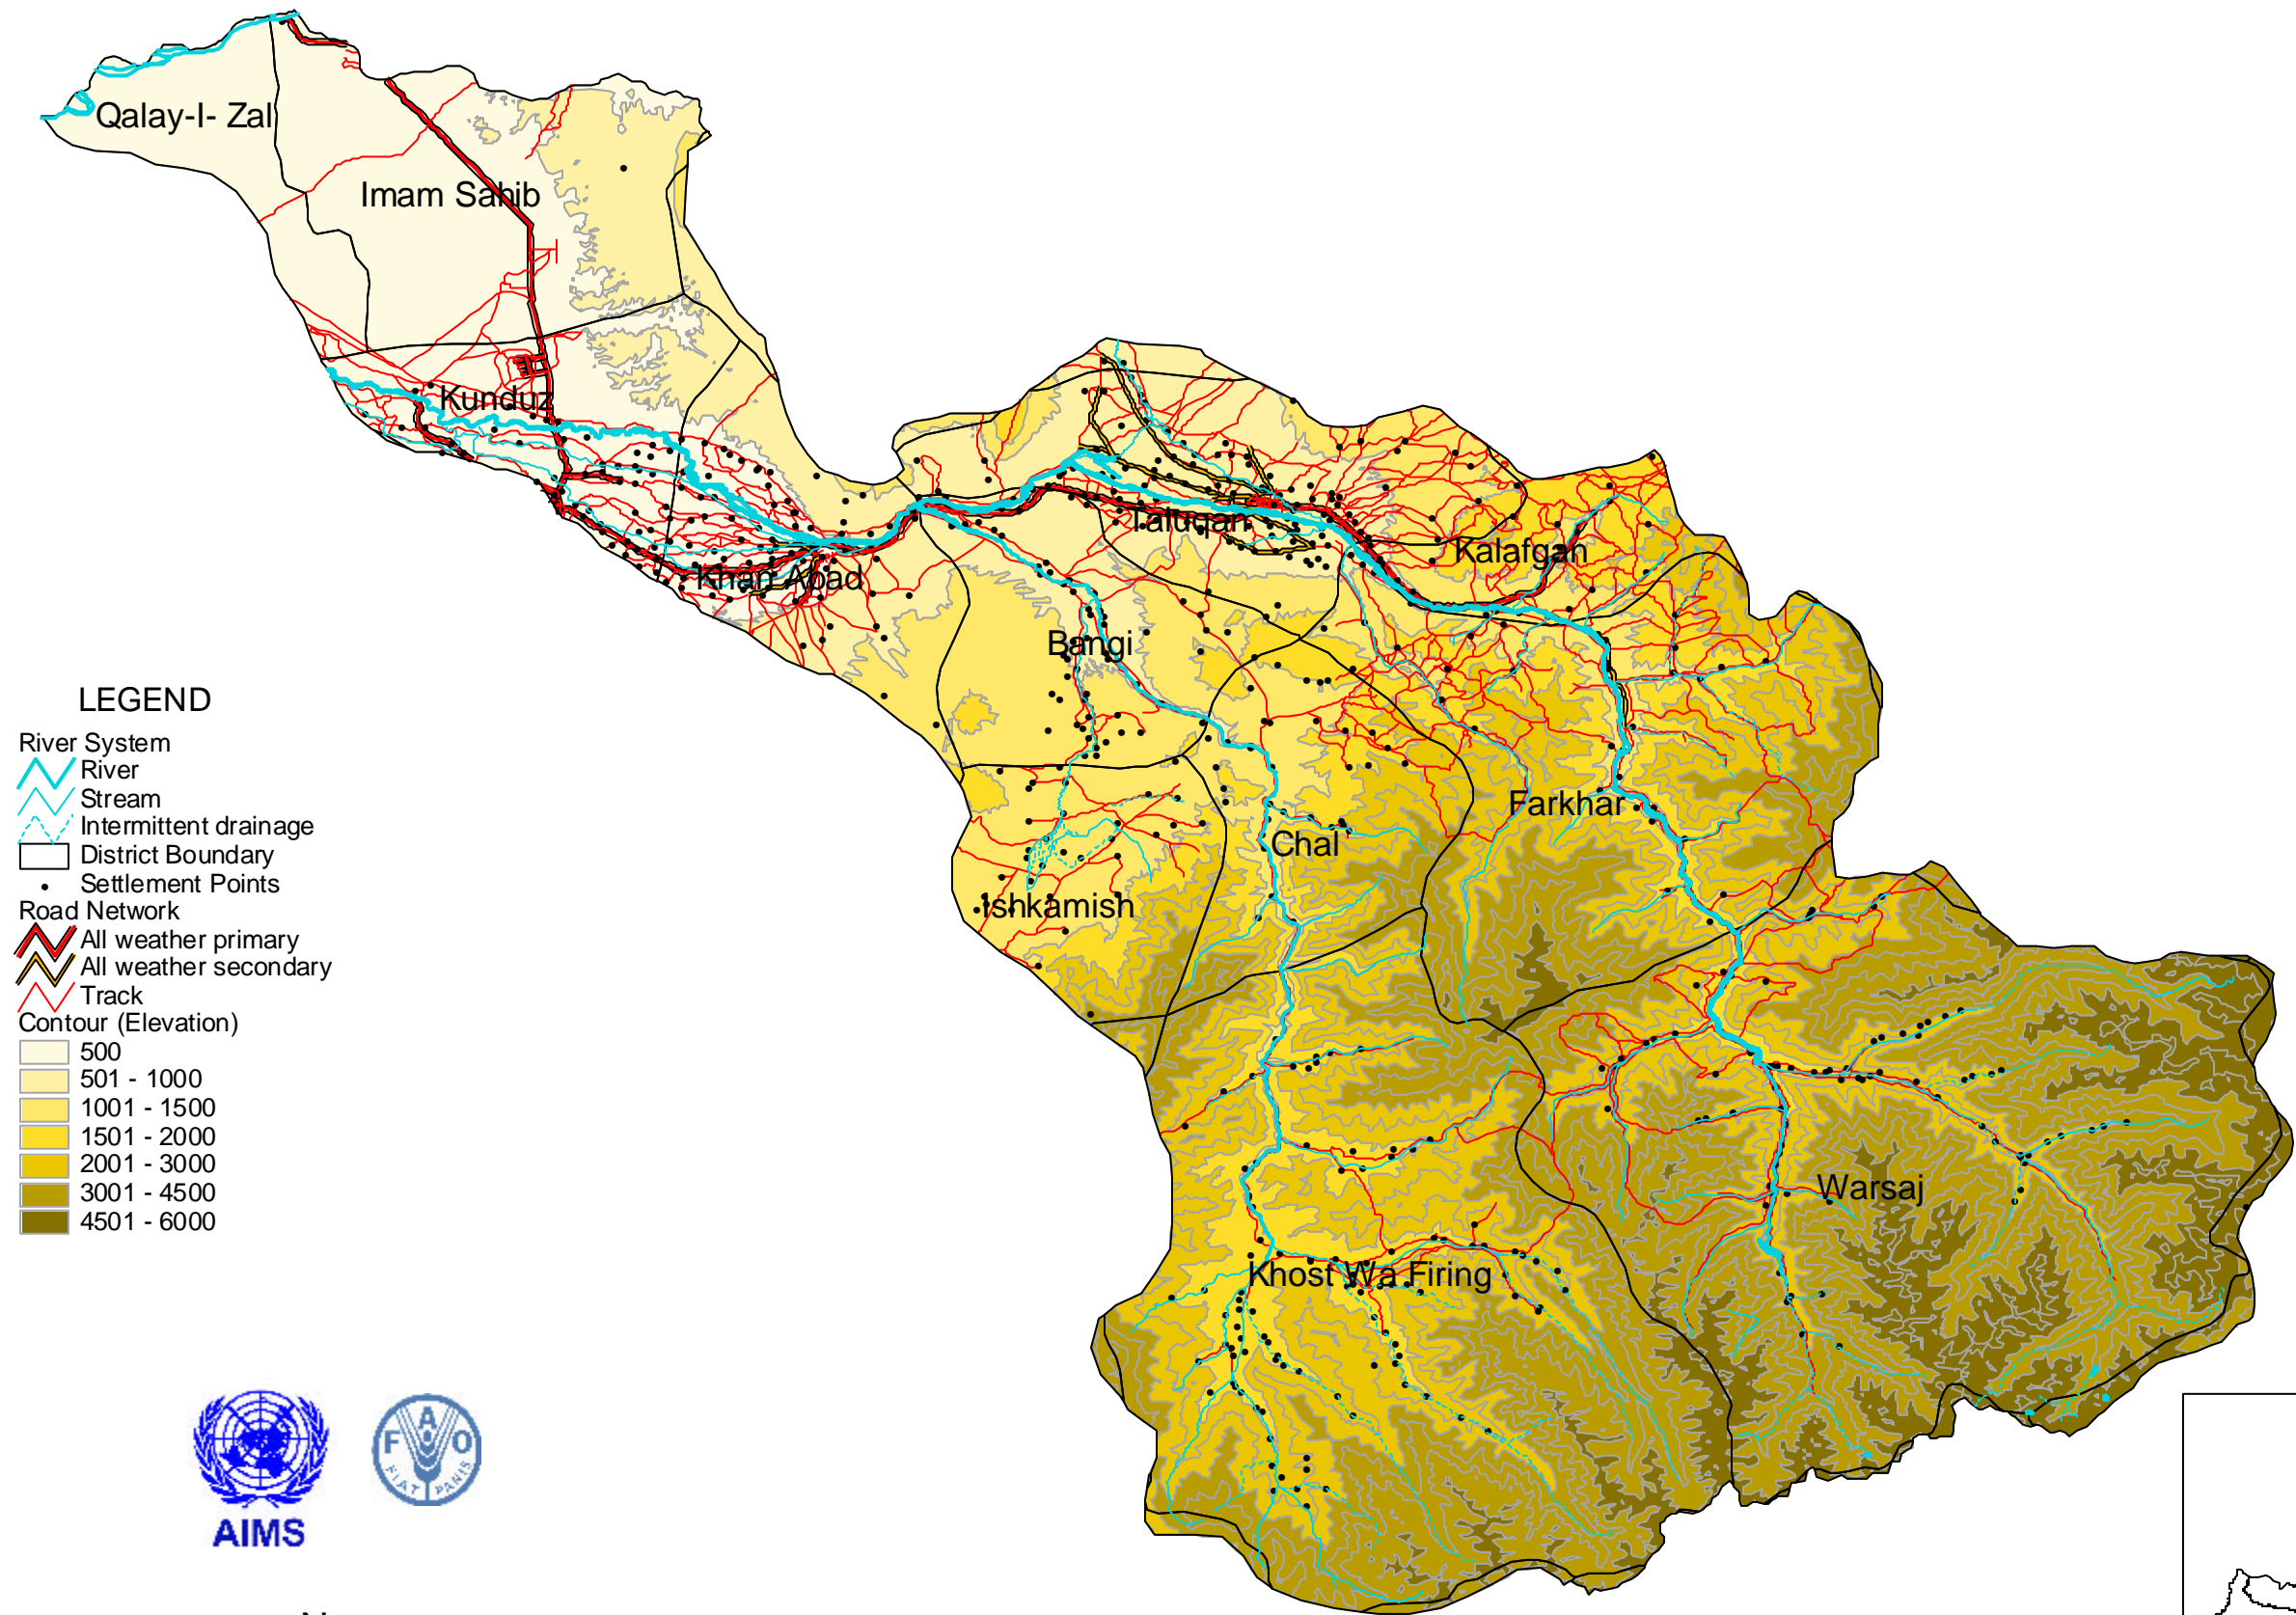 Qalay-I- Zal
Imam Sahib
Kunduz
Khan Abad
Taluqan
Kalafgan
Bangi
Farkhar
Chal
Ishkamish
Warsaj
Khost Wa Firing
LEGEND
River System
River
Stream
Intermittent drainage
District Boundary
Settlement Points
Road Network
All weather primary
All weather secondary
Track
Contour (Elevation)
500
501 - 1000
1001 - 1500
1501 - 2000
2001 - 3000
3001 - 4500
4501 - 6000
F A O
FIAT PANIS
AIMS
N